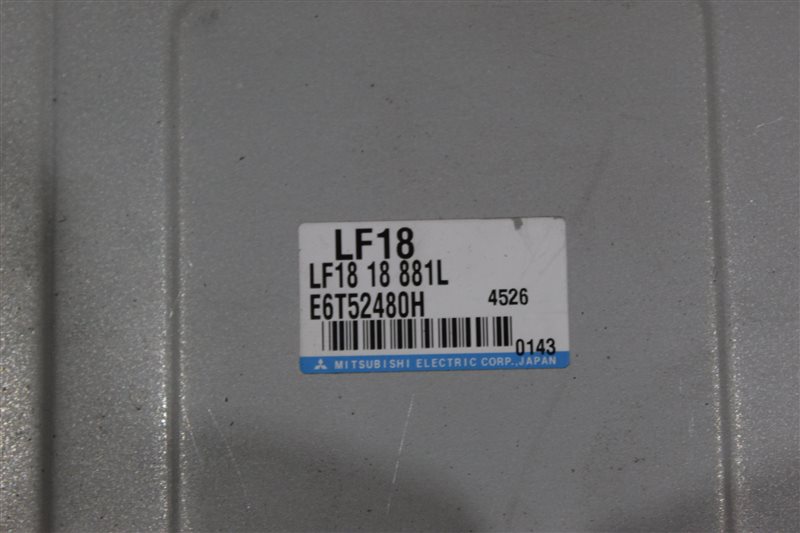 LF18
LF18 18 881L
E6T52480H 4526
0143
MITSUBISHI ELECTRIC CORP.,JAPAN